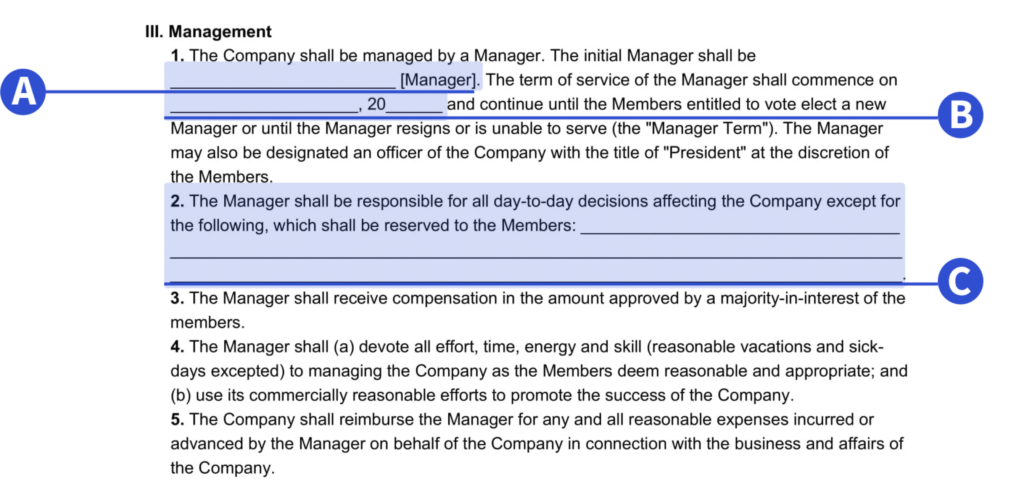 III. Management
1. The Company shall be managed by a Manager. The initial Manager shall be
A
____________________ [Manager]. The term of service of the Manager shall commence on
________________, 20_____ and continue until the Members entitled to vote elect a new
B
Manager or until the Manager resigns or is unable to serve (the "Manager Term"). The Manager
may also be designated an officer of the Company with the title of "President" at the discretion of
the Members.
2. The Manager shall be responsible for all day-to-day decisions affecting the Company except for
the following, which shall be reserved to the Members: ____________________________
________________________________________________________________
________________________________________________________________.
C
3. The Manager shall receive compensation in the amount approved by a majority-in-interest of the
members.
4. The Manager shall (a) devote all effort, time, energy and skill (reasonable vacations and sick-
days excepted) to managing the Company as the Members deem reasonable and appropriate; and
(b) use its commercially reasonable efforts to promote the success of the Company.
5. The Company shall reimburse the Manager for any and all reasonable expenses incurred or
advanced by the Manager on behalf of the Company in connection with the business and affairs of
the Company.